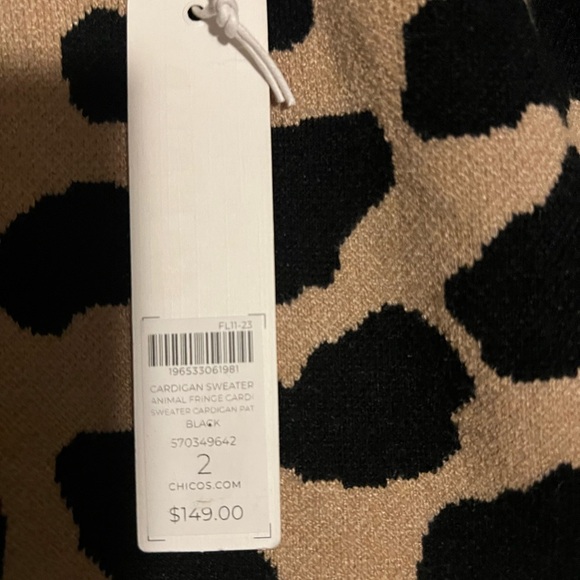 FL11-23
196533061981
CARDIGAN SWEATER
ANIMAL FRINGE CARDI
SWEATER CARDIGAN PAT
BLACK
570349642
2
CHICOS.COM
$149.00